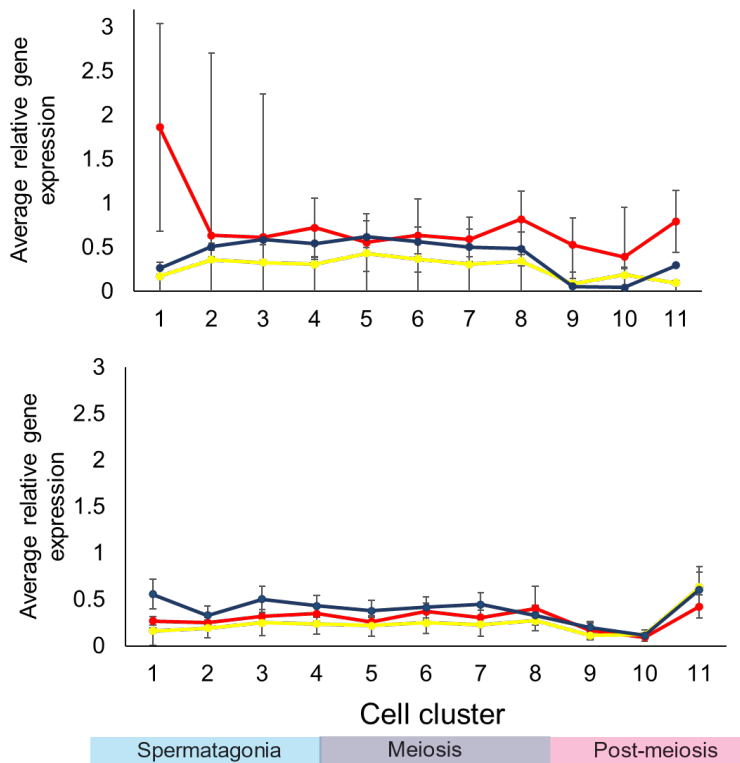 Average relative gene
expression
3
2.5
2
1.5
1
0.5
0
1 2 3 4 5 6 7 8 9 10 11
Average relative gene
expression
3
2.5
2
1.5
1
0.5
0
1 2 3 4 5 6 7 8 9 10 11
Cell cluster
Spermatagonia Meiosis Post-meiosis